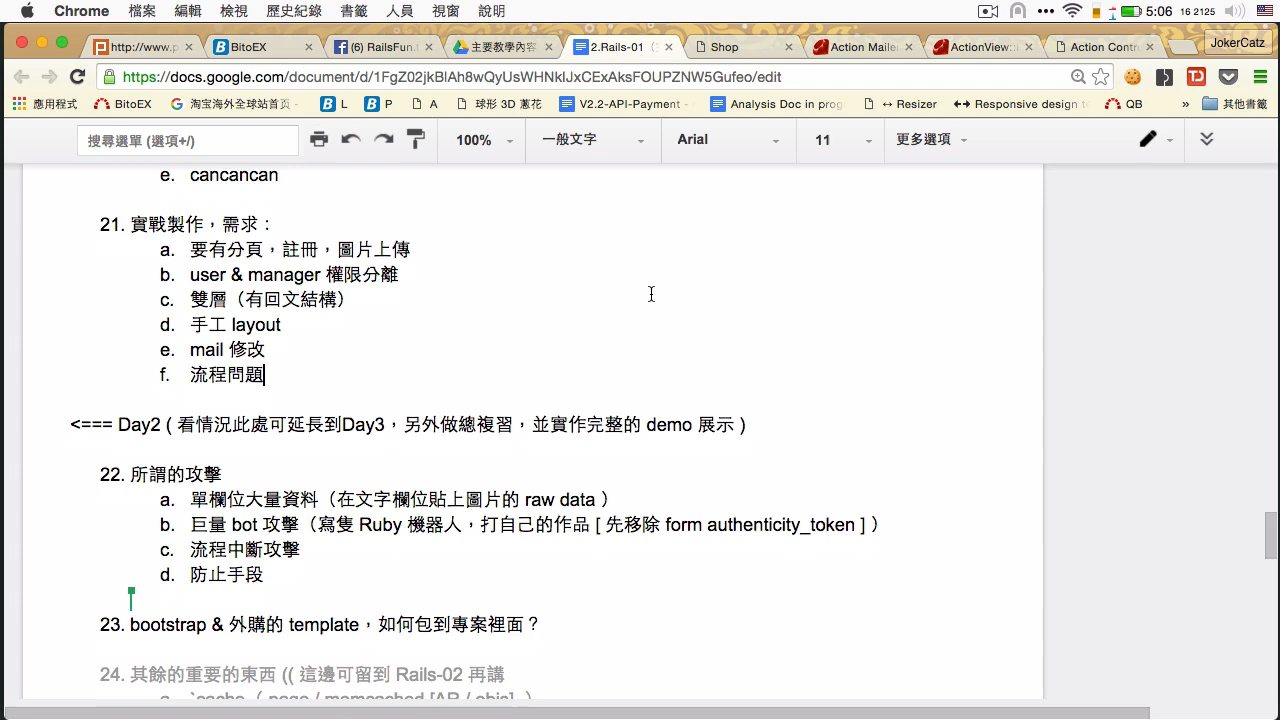 Chrome 檔案 編輯 檢視 歷史紀錄 書籤 人員 視窗 說明 5:06 16 2125
http://www.p BitoEX (6) RailsFun.t 主要教學內容 2.Rails-01 Shop Action Maile ActionView:: Action Contr JokerCatz
https://docs.google.com/document/d/1FgZ02jkBlAh8wQyUsWHNklJxCExAksFOUPZNW5Gufeo/edit
應用程式 BitoEX 淘宝海外全球站首页 - L P A 球形 3D 蔥花 V2.2-API-Payment - Analysis Doc in prog ↔ Resizer Responsive design t QB » 其他書籤
搜尋選單 (選項+/) 100% 一般文字 Arial 11 更多選項
e. cancancan
21. 實戰製作，需求：
a. 要有分頁，註冊，圖片上傳
b. user & manager 權限分離
c. 雙層（有回文結構）
d. 手工 layout
e. mail 修改
f. 流程問題
<=== Day2 ( 看情況此處可延長到Day3，另外做總複習，並實作完整的 demo 展示 )
22. 所謂的攻擊
a. 單欄位大量資料（在文字欄位貼上圖片的 raw data ）
b. 巨量 bot 攻擊（寫隻 Ruby 機器人，打自己的作品 [ 先移除 form authenticity_token ] ）
c. 流程中斷攻擊
d. 防止手段
23. bootstrap & 外購的 template，如何包到專案裡面？
24. 其餘的重要的東西 (( 這邊可留到 Rails-02 再講
a. `cache（ page / memcached [AR / obis] ）